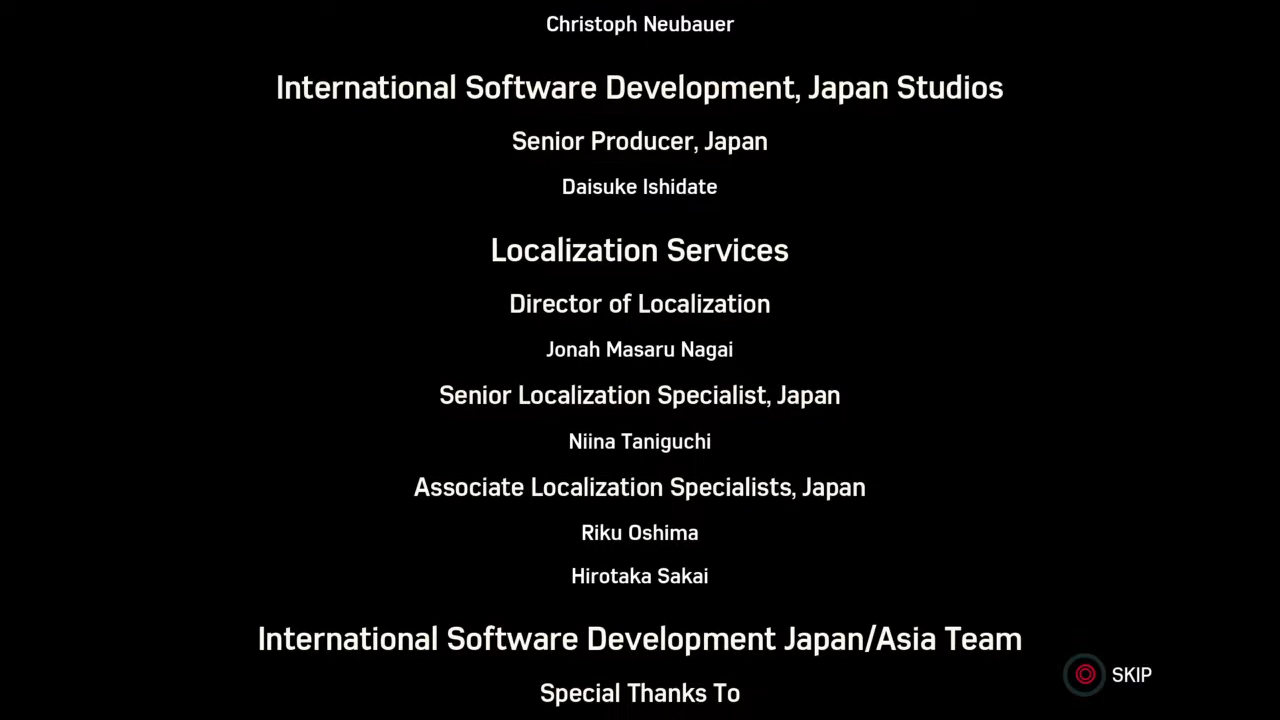 Christoph Neubauer
International Software Development, Japan Studios
Senior Producer, Japan
Daisuke Ishidate
Localization Services
Director of Localization
Jonah Masaru Nagai
Senior Localization Specialist, Japan
Niina Taniguchi
Associate Localization Specialists, Japan
Riku Oshima
Hirotaka Sakai
International Software Development Japan/Asia Team
SKIP
Special Thanks To